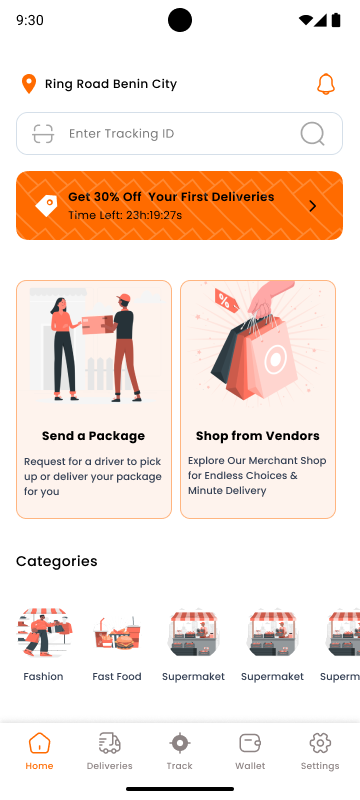 9:30
Ring Road Benin City
Enter Tracking ID
Get 30% Off Your First Deliveries
Time Left: 23h:19:27s
%
Send a Package
Request for a driver to pick
up or deliver your package
for you
Shop from Vendors
Explore Our Merchant Shop
for Endless Choices &
Minute Delivery
Categories
Fashion
Fast Food
Supermaket
Supermaket
Superm
Home
Deliveries
Track
Wallet
Settings